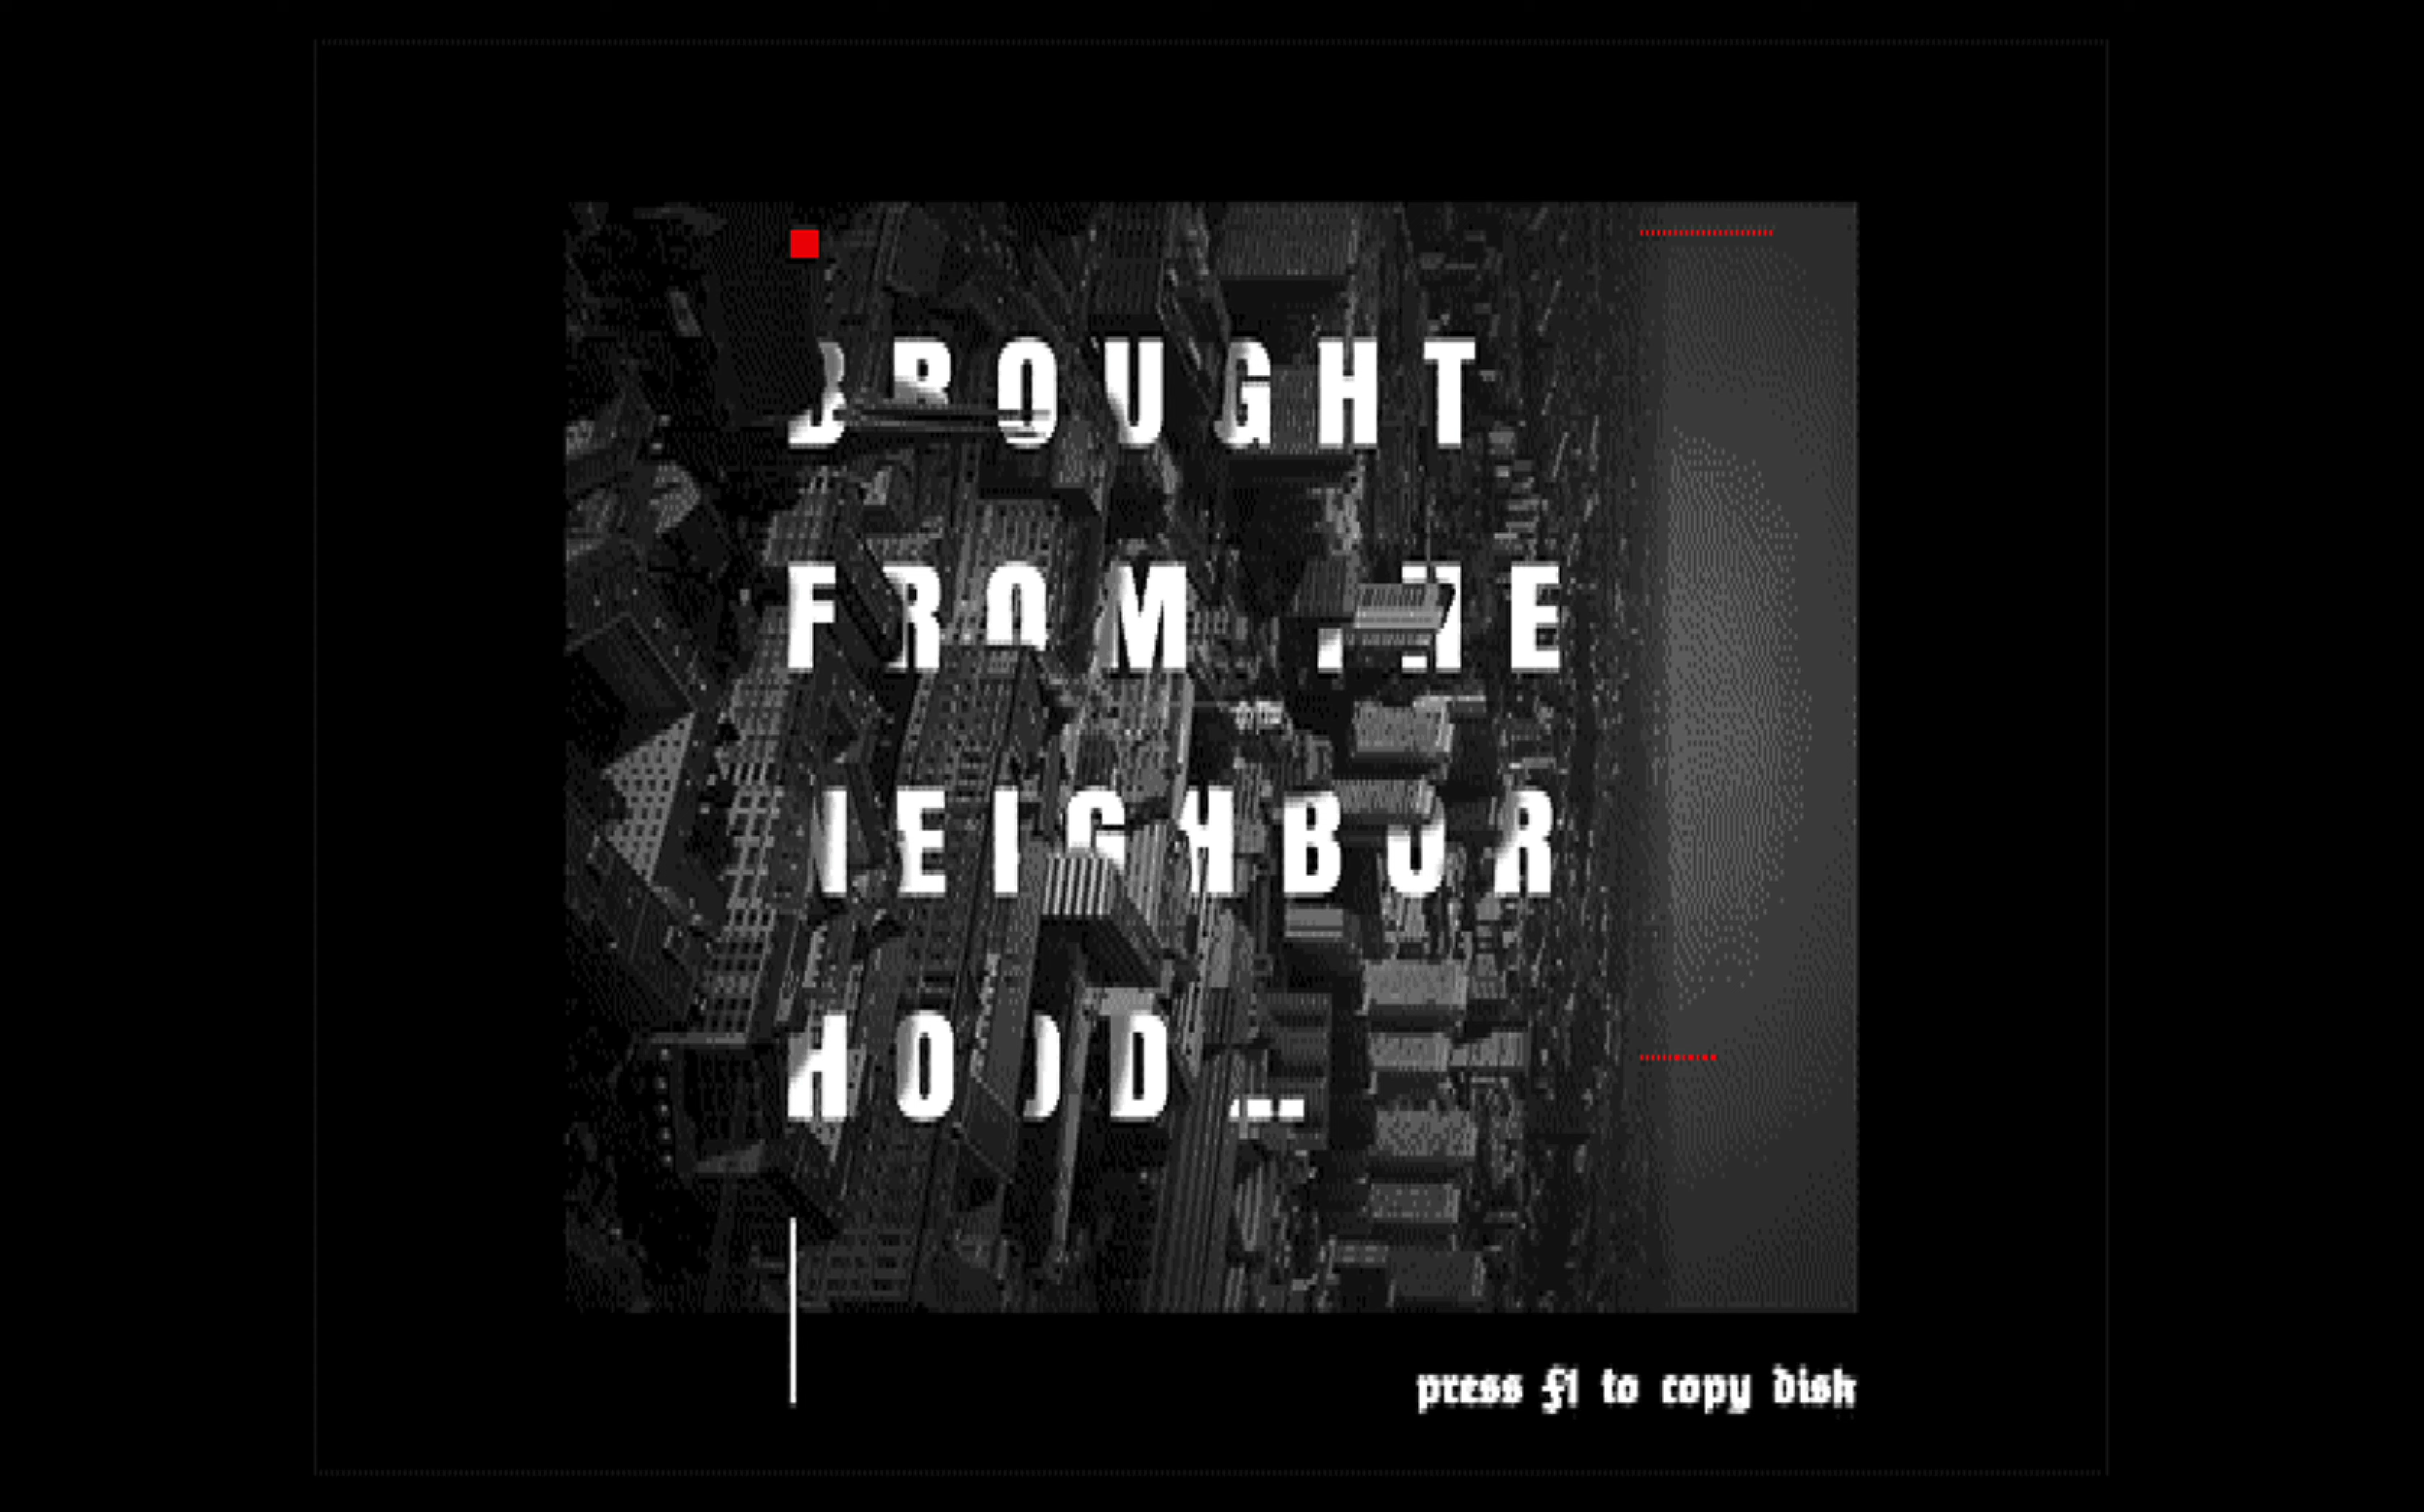 BROUGHT
FROM THE
NEIGHBOR
HOOD...
press f1 to copy disk